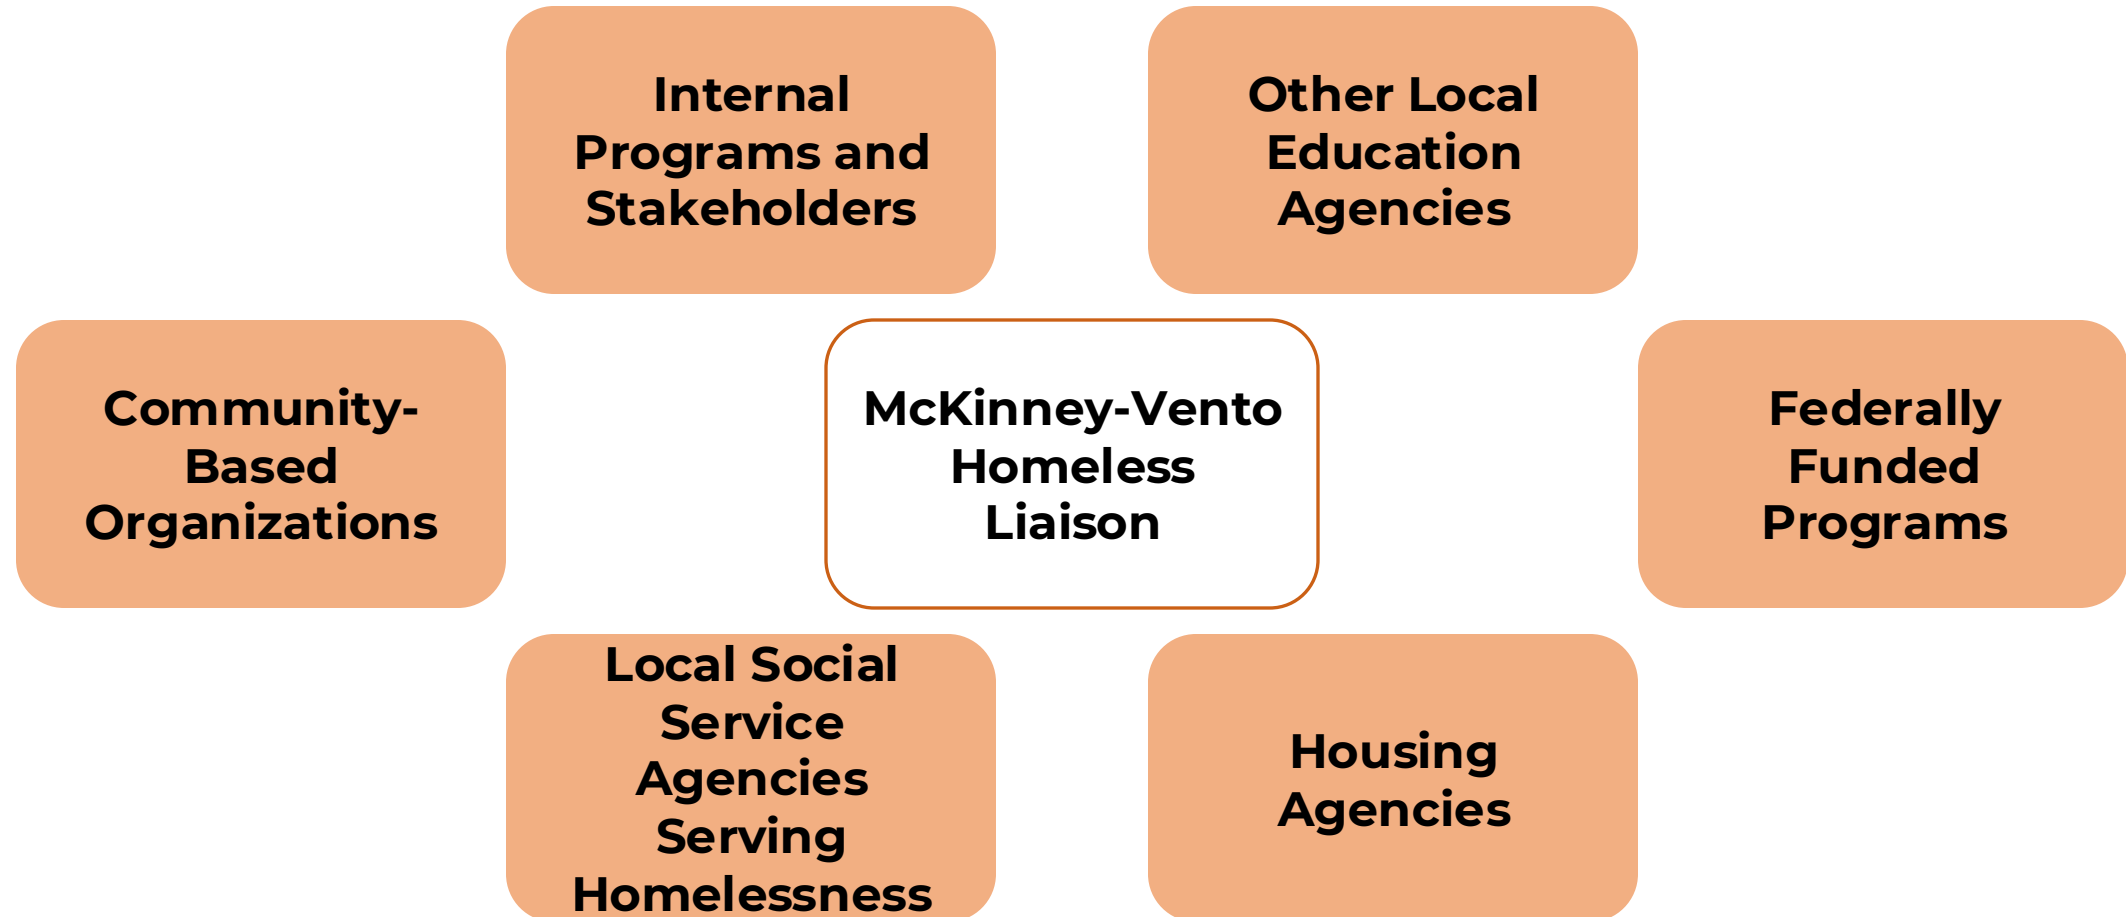 Internal
Programs and
Stakeholders
Other Local
Education
Agencies
Community-
Based
Organizations
McKinney-Vento
Homeless
Liaison
Federally
Funded
Programs
Local Social
Service
Agencies
Serving
Homelessness
Housing
Agencies